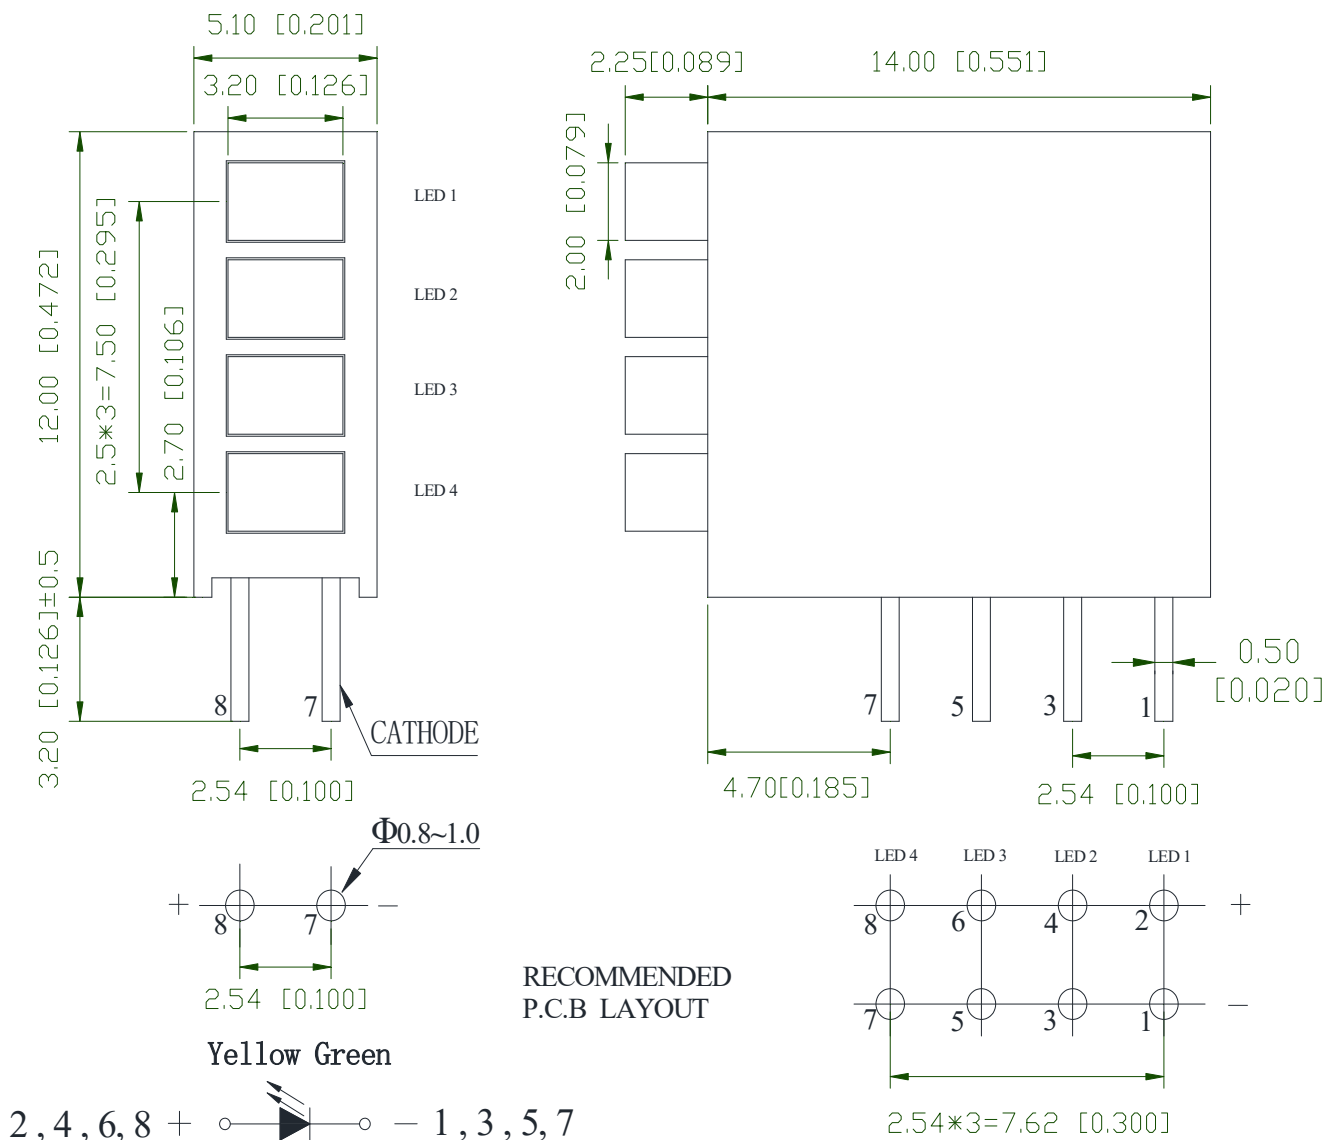 5.10 [0.201]
3.20 [0.126]
2.25[0.089]
14.00 [0.551]
12.00 [0.472]
2.5*3=7.50 [0.295]
2.70 [0.106]
3.20 [0.126]±0.5
LED 1
LED 2
LED 3
LED 4
2.00 [0.079]
8
7
CATHODE
2.54 [0.100]
7
5
3
1
0.50
[0.020]
4.70[0.185]
2.54 [0.100]
Φ0.8~1.0
+
8
7
−
2.54 [0.100]
RECOMMENDED
P.C.B LAYOUT
LED 4 LED 3 LED 2 LED 1
8 6 4 2 +
7 5 3 1 −
2.54*3=7.62 [0.300]
Yellow Green
2 , 4 , 6, 8 + − 1 , 3 , 5, 7